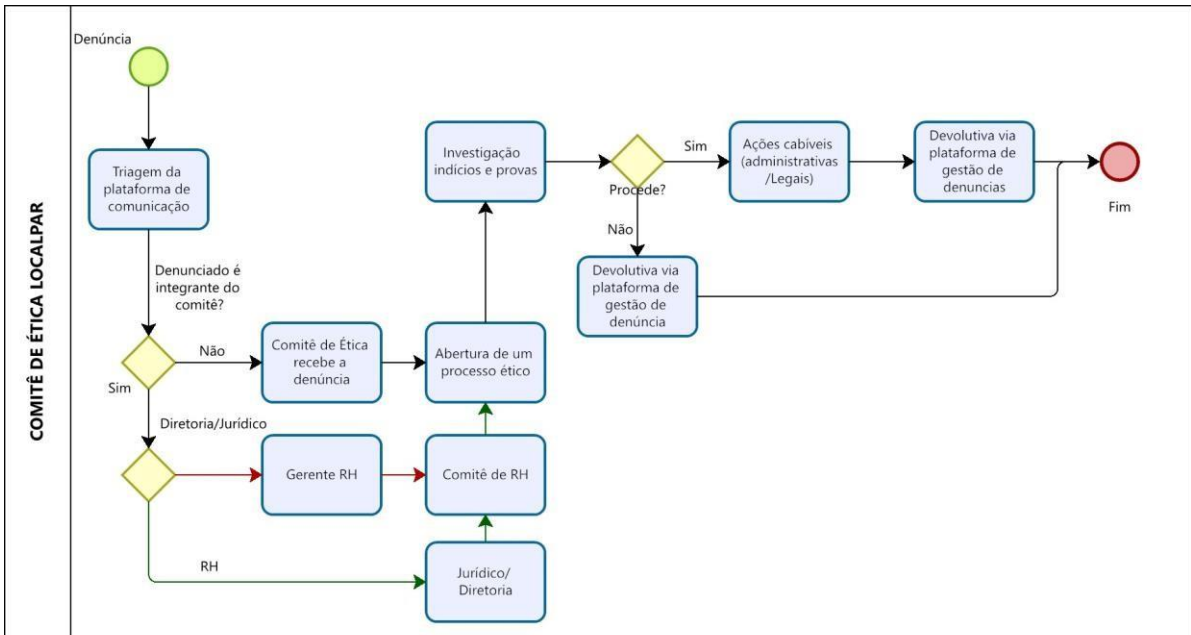 COMITÊ DE ÉTICA LOCALPAR
Denúncia
Triagem da
plataforma de
comunicação
Denunciado é
integrante do
comitê?
Não
Sim
Comitê de Ética
recebe a
denúncia
Abertura de um
processo ético
Diretoria/Jurídico
Gerente RH
Comitê de RH
RH
Jurídico/
Diretoria
Investigação
indícios e provas
Procede?
Sim
Ações cabíveis
(administrativas
/Legais)
Devolutiva via
plataforma de
gestão de
denuncias
Não
Devolutiva via
plataforma de
gestão de
denúncia
Fim